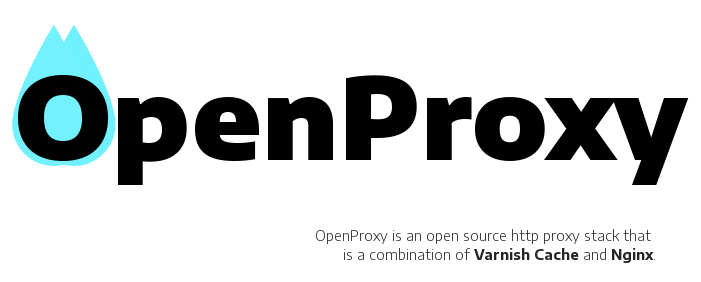 OpenProxy
OpenProxy is an open source http proxy stack that
is a combination of Varnish Cache and Nginx.